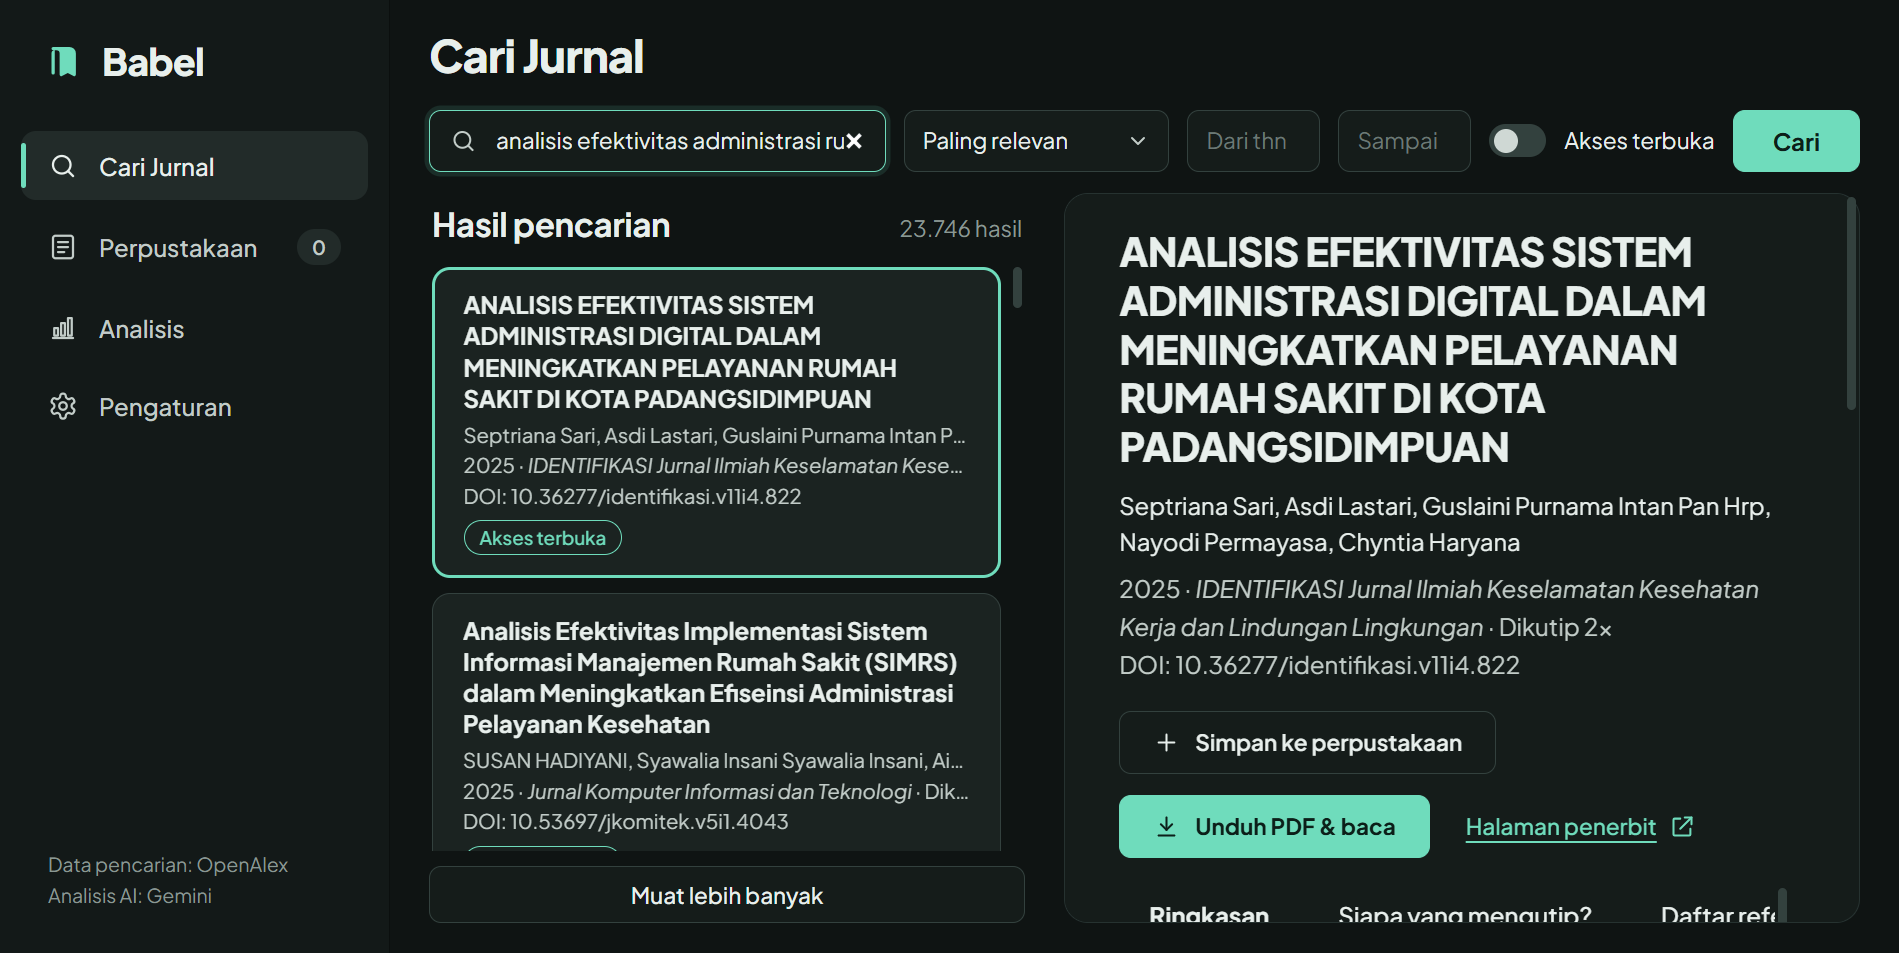 Babel
Cari Jurnal
Perpustakaan 0
Analisis
Pengaturan
Data pencarian: OpenAlex
Analisis AI: Gemini
Cari Jurnal
analisis efektivitas administrasi ru
Paling relevan
Dari thn
Sampai
Akses terbuka
Cari
Hasil pencarian
23.746 hasil
ANALISIS EFEKTIVITAS SISTEM
ADMINISTRASI DIGITAL DALAM
MENINGKATKAN PELAYANAN RUMAH
SAKIT DI KOTA PADANGSIDIMPUAN
Septriana Sari, Asdi Lastari, Guslaini Purnama Intan P...
2025 · IDENTIFIKASI Jurnal Ilmiah Keselamatan Kese...
DOI: 10.36277/identifikasi.v11i4.822
Akses terbuka
Analisis Efektivitas Implementasi Sistem
Informasi Manajemen Rumah Sakit (SIMRS)
dalam Meningkatkan Efiseinsi Administrasi
Pelayanan Kesehatan
SUSAN HADIYANI, Syawalia Insani Syawalia Insani, Ai...
2025 · Jurnal Komputer Informasi dan Teknologi · Dik...
DOI: 10.53697/jkomitek.v5i1.4043
Muat lebih banyak
ANALISIS EFEKTIVITAS SISTEM
ADMINISTRASI DIGITAL DALAM
MENINGKATKAN PELAYANAN
RUMAH SAKIT DI KOTA
PADANGSIDIMPUAN
Septriana Sari, Asdi Lastari, Guslaini Purnama Intan Pan Hrp,
Nayodi Permayasa, Chyntia Haryana
2025 · IDENTIFIKASI Jurnal Ilmiah Keselamatan Kesehatan
Kerja dan Lindungan Lingkungan · Dikutip 2×
DOI: 10.36277/identifikasi.v11i4.822
Simpan ke perpustakaan
Unduh PDF & baca
Halaman penerbit
Ringkasan
Siapa yang mengutip?
Daftar refe